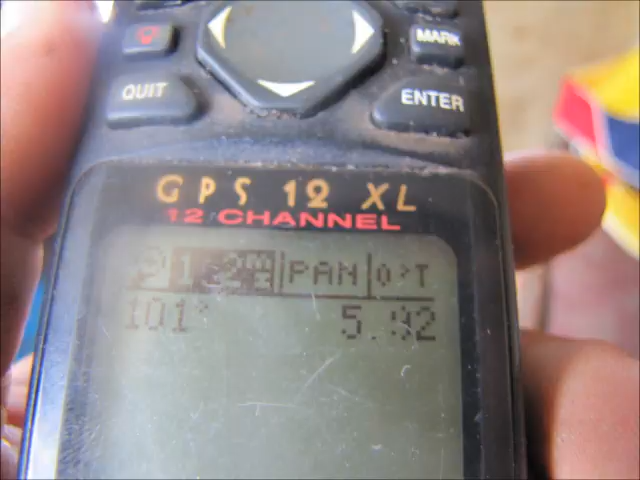 MARK
QUIT
ENTER
GPS 12 XL
12 CHANNEL
PAN
101° 5.92